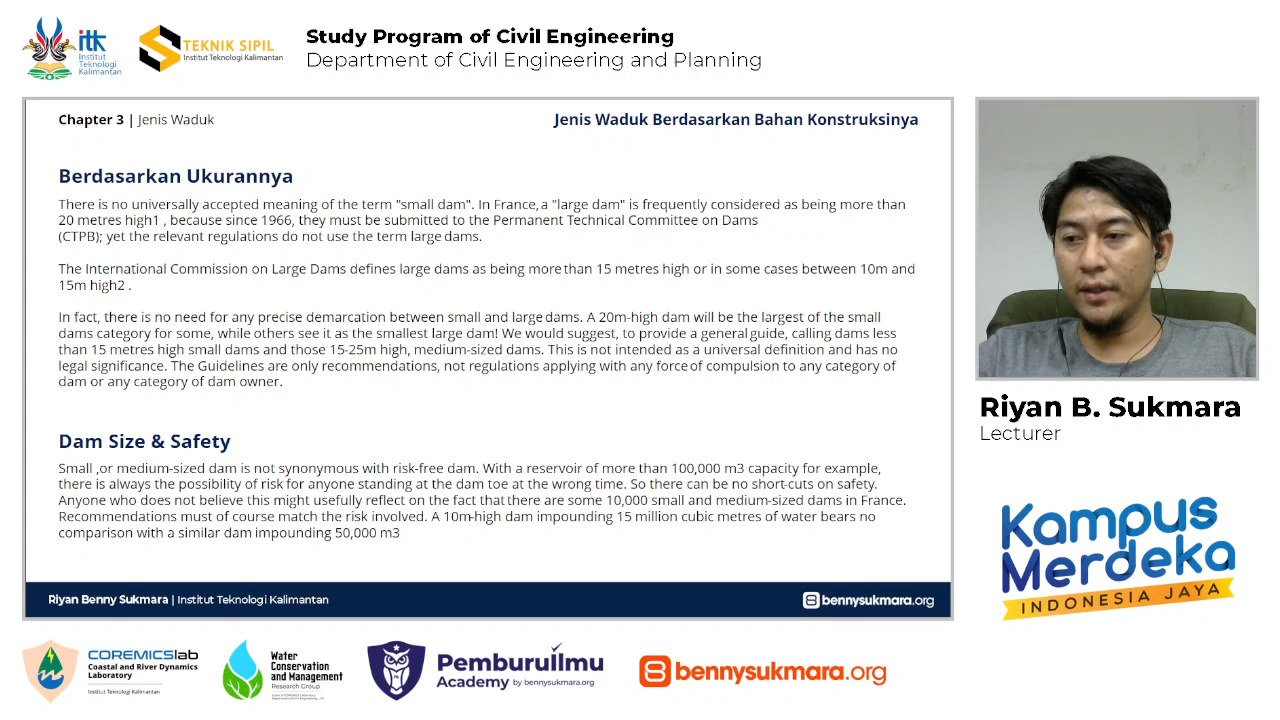 itk
Institut
Teknologi
Kalimantan
TEKNIK SIPIL
Institut Teknologi Kalimantan
Study Program of Civil Engineering
Department of Civil Engineering and Planning
Chapter 3 | Jenis Waduk
Jenis Waduk Berdasarkan Bahan Konstruksinya
Berdasarkan Ukurannya
There is no universally accepted meaning of the term "small dam". In France, a "large dam" is frequently considered as being more than
20 metres high1 , because since 1966, they must be submitted to the Permanent Technical Committee on Dams
(CTPB); yet the relevant regulations do not use the term large dams.
The International Commission on Large Dams defines large dams as being more than 15 metres high or in some cases between 10m and
15m high2 .
In fact, there is no need for any precise demarcation between small and large dams. A 20m-high dam will be the largest of the small
dams category for some, while others see it as the smallest large dam! We would suggest, to provide a general guide, calling dams less
than 15 metres high small dams and those 15-25m high, medium-sized dams. This is not intended as a universal definition and has no
legal significance. The Guidelines are only recommendations, not regulations applying with any force of compulsion to any category of
dam or any category of dam owner.
Dam Size & Safety
Small ,or medium-sized dam is not synonymous with risk-free dam. With a reservoir of more than 100,000 m3 capacity for example,
there is always the possibility of risk for anyone standing at the dam toe at the wrong time. So there can be no short-cuts on safety.
Anyone who does not believe this might usefully reflect on the fact that there are some 10,000 small and medium-sized dams in France.
Recommendations must of course match the risk involved. A 10m-high dam impounding 15 million cubic metres of water bears no
comparison with a similar dam impounding 50,000 m3
Riyan Benny Sukmara | Institut Teknologi Kalimantan
bennysukmara.org
Riyan B. Sukmara
Lecturer
Kampus
Merdeka
INDONESIA JAYA
COREMICSlab
Coastal and River Dynamics
Laboratory
Institut Teknologi Kalimantan
Water
Conservation
and Management
Research Group
PemburuIlmu
Academy by bennysukmara.org
bennysukmara.org